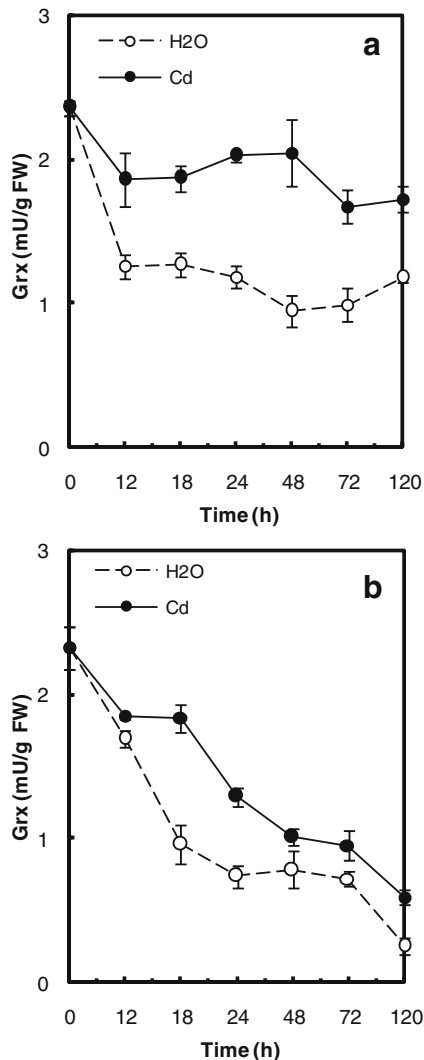 3
H2O
a
Cd
2
Grx (mU/g FW)
1
0
0 12 18 24 48 72 120
Time (h)
3
H2O
b
Cd
2
Grx (mU/g FW)
1
0
0 12 18 24 48 72 120
Time (h)